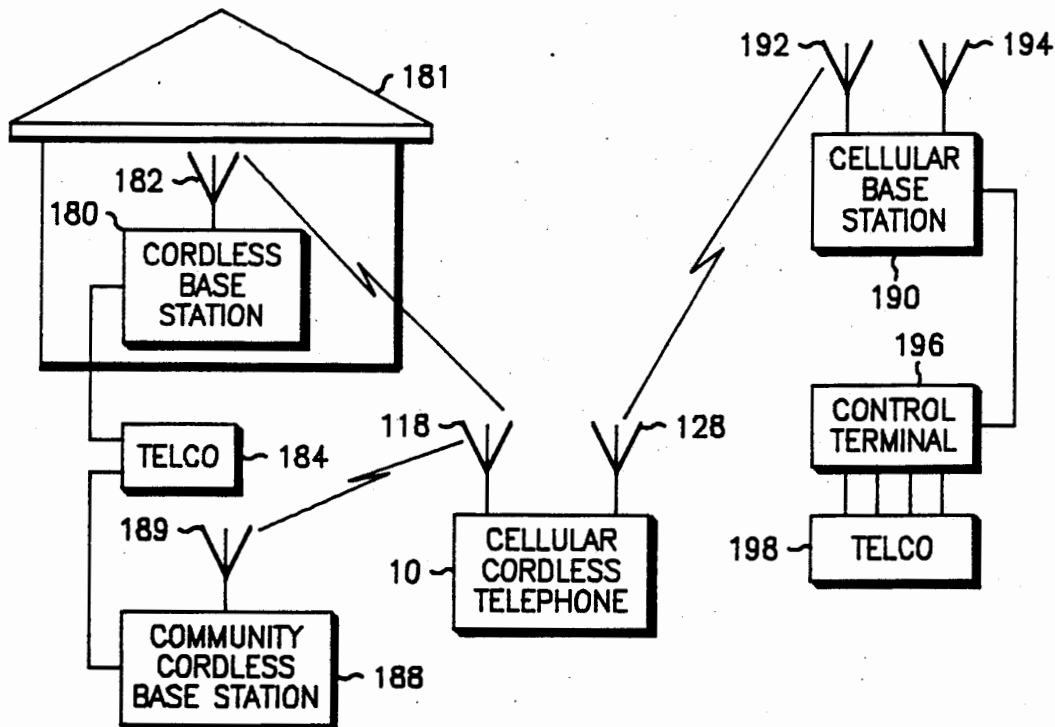 181
182
180
CORDLESS
BASE
STATION
192
194
CELLULAR
BASE
STATION
190
196
CONTROL
TERMINAL
198
TELCO
TELCO
184
118
128
10
CELLULAR
CORDLESS
TELEPHONE
189
COMMUNITY
CORDLESS
BASE STATION
188